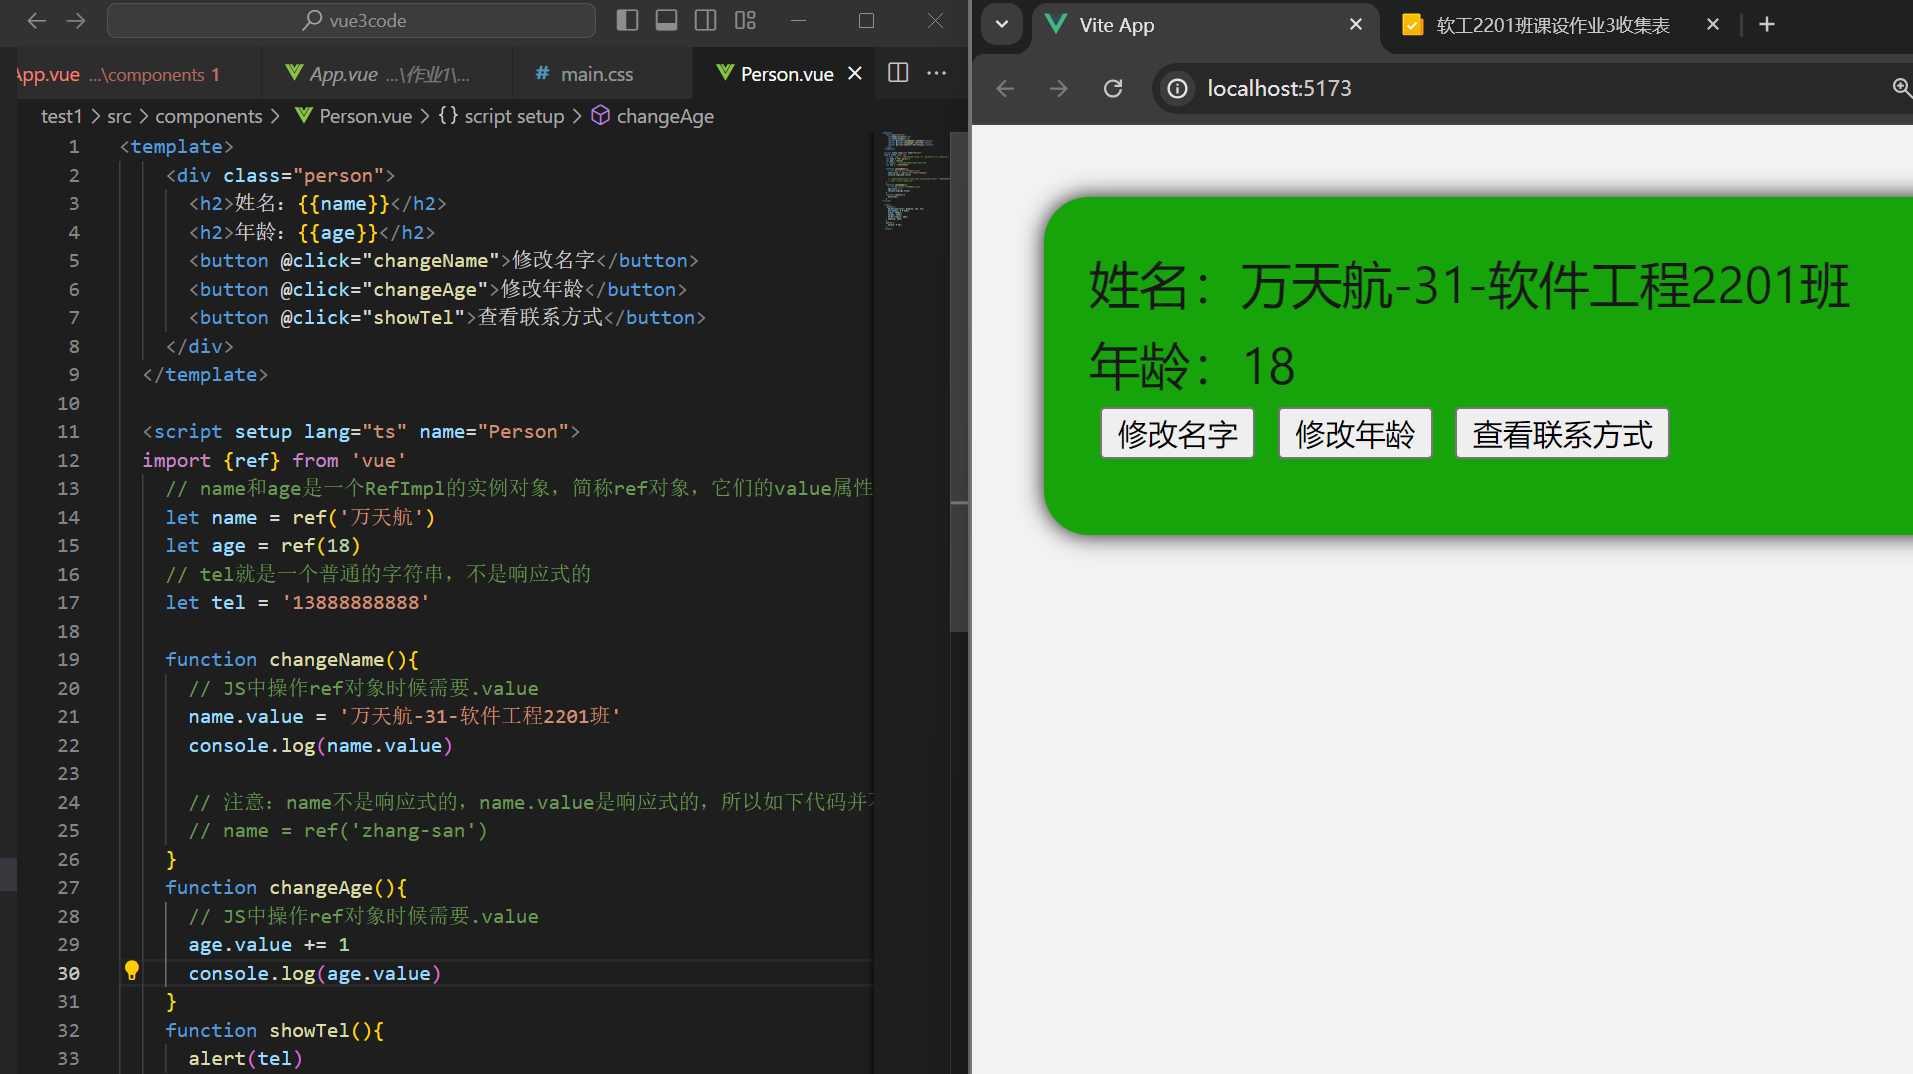 vue3code
App.vue ...\components 1
App.vue ...\作业1\...
# main.css
Person.vue
test1 > src > components > Person.vue > {} script setup > changeAge
1 <template>
2 <div class="person">
3 <h2>姓名：{{name}}</h2>
4 <h2>年龄：{{age}}</h2>
5 <button @click="changeName">修改名字</button>
6 <button @click="changeAge">修改年龄</button>
7 <button @click="showTel">查看联系方式</button>
8 </div>
9 </template>
10
11 <script setup lang="ts" name="Person">
12 import {ref} from 'vue'
13 // name和age是一个RefImpl的实例对象，简称ref对象，它们的value属性
14 let name = ref('万天航')
15 let age = ref(18)
16 // tel就是一个普通的字符串，不是响应式的
17 let tel = '13888888888'
18
19 function changeName(){
20 // JS中操作ref对象时候需要.value
21 name.value = '万天航-31-软件工程2201班'
22 console.log(name.value)
23
24 // 注意：name不是响应式的，name.value是响应式的，所以如下代码并不
25 // name = ref('zhang-san')
26 }
27 function changeAge(){
28 // JS中操作ref对象时候需要.value
29 age.value += 1
30 console.log(age.value)
31 }
32 function showTel(){
33 alert(tel)
Vite App
软工2201班课设作业3收集表
localhost:5173
姓名：万天航-31-软件工程2201班
年龄：18
修改名字 修改年龄 查看联系方式